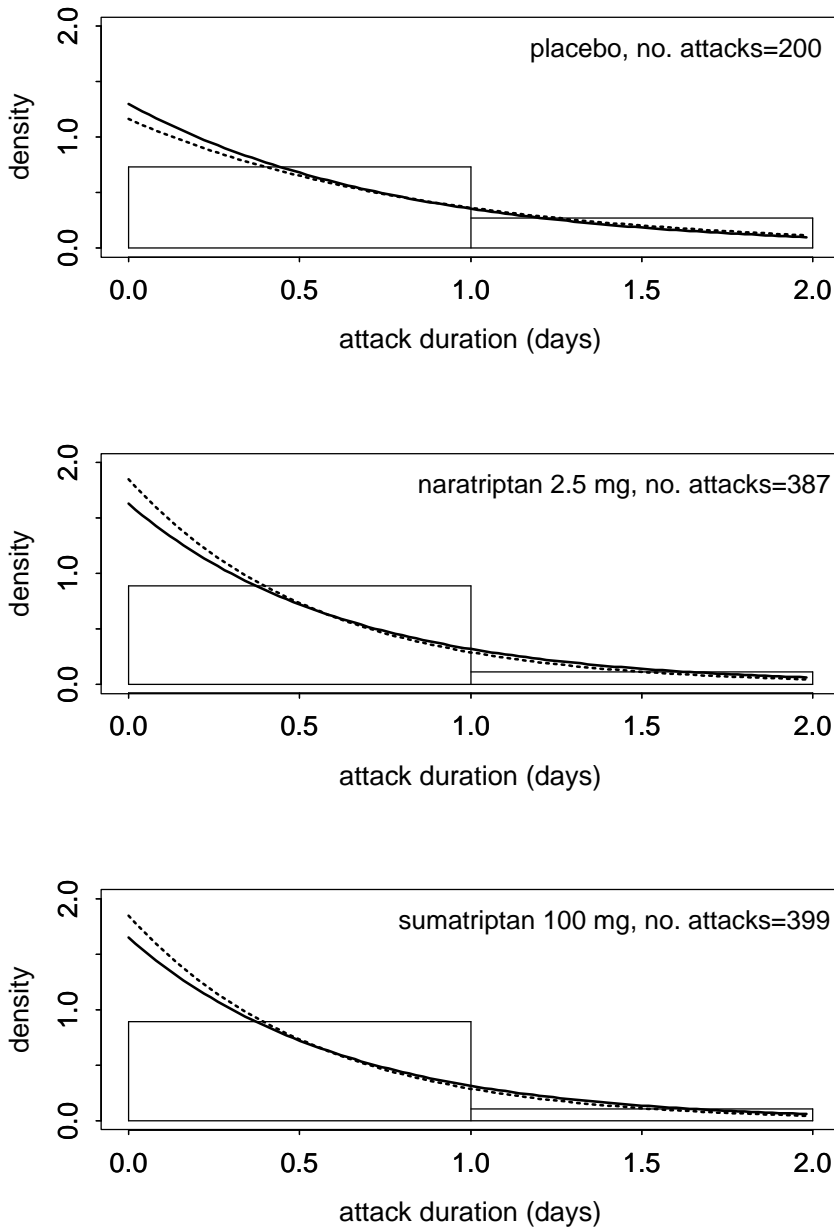 placebo, no. attacks=200
density
0.0 1.0 2.0
0.0 0.5 1.0 1.5 2.0
attack duration (days)
naratriptan 2.5 mg, no. attacks=387
density
0.0 1.0 2.0
0.0 0.5 1.0 1.5 2.0
attack duration (days)
sumatriptan 100 mg, no. attacks=399
density
0.0 1.0 2.0
0.0 0.5 1.0 1.5 2.0
attack duration (days)